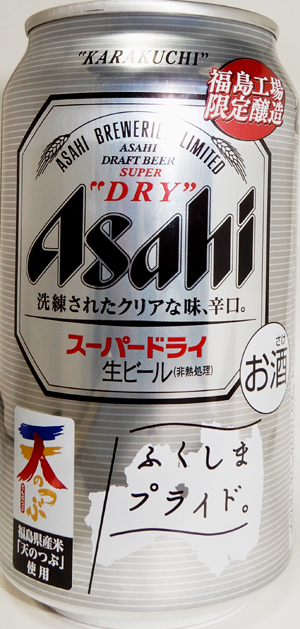 "KARAKUCHI"
福島工場
限定醸造
ASAHI BREWERIES LIMITED
ASAHI
DRAFT BEER
SUPER
"DRY"
Asahi
洗練されたクリアな味、辛口。
スーパードライ
生ビール(非熱処理)
さけ
お酒
天のつぶ
福島県産米
「天のつぶ」
使用
ふくしま
プライド。